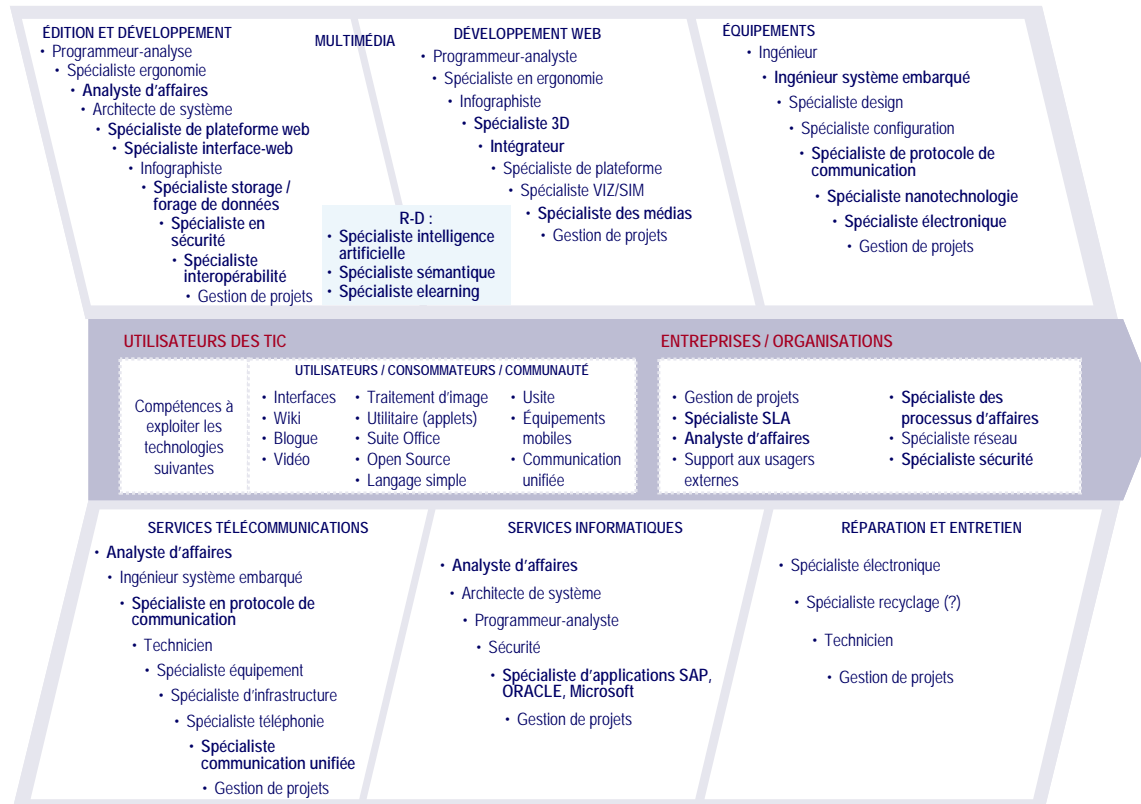 ÉDITION ET DÉVELOPPEMENT
• Programmeur-analyse
• Spécialiste ergonomie
• Analyste d'affaires
• Architecte de système
• Spécialiste de plateforme web
• Spécialiste interface-web
• Infographiste
• Spécialiste storage /
forage de données
• Spécialiste en
sécurité
• Spécialiste
interopérabilité
• Gestion de projets
MULTIMÉDIA
R-D :
• Spécialiste intelligence
artificielle
• Spécialiste sémantique
• Spécialiste elearning
DÉVELOPPEMENT WEB
• Programmeur-analyste
• Spécialiste en ergonomie
• Infographiste
• Spécialiste 3D
• Intégrateur
• Spécialiste de plateforme
• Spécialiste VIZ/SIM
• Spécialiste des médias
• Gestion de projets
ÉQUIPEMENTS
• Ingénieur
• Ingénieur système embarqué
• Spécialiste design
• Spécialiste configuration
• Spécialiste de protocole de
communication
• Spécialiste nanotechnologie
• Spécialiste électronique
• Gestion de projets
UTILISATEURS DES TIC
Compétences à
exploiter les
technologies
suivantes
UTILISATEURS / CONSOMMATEURS / COMMUNAUTÉ
• Interfaces
• Wiki
• Blogue
• Vidéo
• Traitement d'image
• Utilitaire (applets)
• Suite Office
• Open Source
• Langage simple
• Usite
• Équipements
mobiles
• Communication
unifiée
ENTREPRISES / ORGANISATIONS
• Gestion de projets
• Spécialiste SLA
• Analyste d'affaires
• Support aux usagers
externes
• Spécialiste des
processus d'affaires
• Spécialiste réseau
• Spécialiste sécurité
SERVICES TÉLÉCOMMUNICATIONS
• Analyste d'affaires
• Ingénieur système embarqué
• Spécialiste en protocole de
communication
• Technicien
• Spécialiste équipement
• Spécialiste d'infrastructure
• Spécialiste téléphonie
• Spécialiste
communication unifiée
• Gestion de projets
SERVICES INFORMATIQUES
• Analyste d'affaires
• Architecte de système
• Programmeur-analyste
• Sécurité
• Spécialiste d'applications SAP,
ORACLE, Microsoft
• Gestion de projets
RÉPARATION ET ENTRETIEN
• Spécialiste électronique
• Spécialiste recyclage (?)
• Technicien
• Gestion de projets